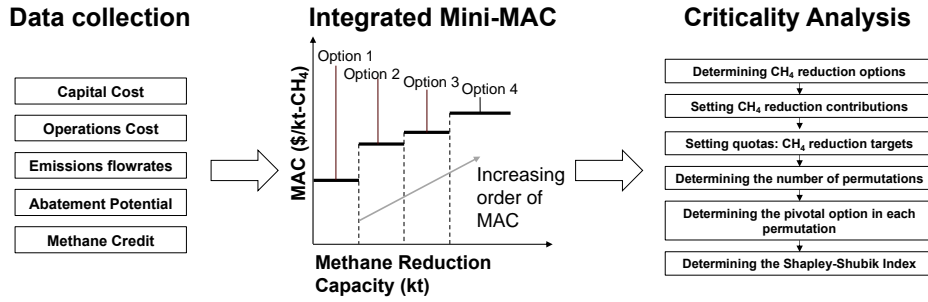 Data collection
Capital Cost
Operations Cost
Emissions flowrates
Abatement Potential
Methane Credit
Integrated Mini-MAC
MAC ($/kt-CH₄)
Option 1
Option 2
Option 3
Option 4
Increasing
order of
MAC
Methane Reduction
Capacity (kt)
Criticality Analysis
Determining CH₄ reduction options
Setting CH₄ reduction contributions
Setting quotas: CH₄ reduction targets
Determining the number of permutations
Determining the pivotal option in each
permutation
Determining the Shapley-Shubik Index